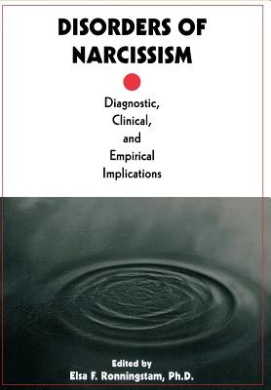 DISORDERS OF
NARCISSISM
Diagnostic,
Clinical,
and
Empirical
Implications
Edited by
Elsa F. Ronningstam, Ph.D.